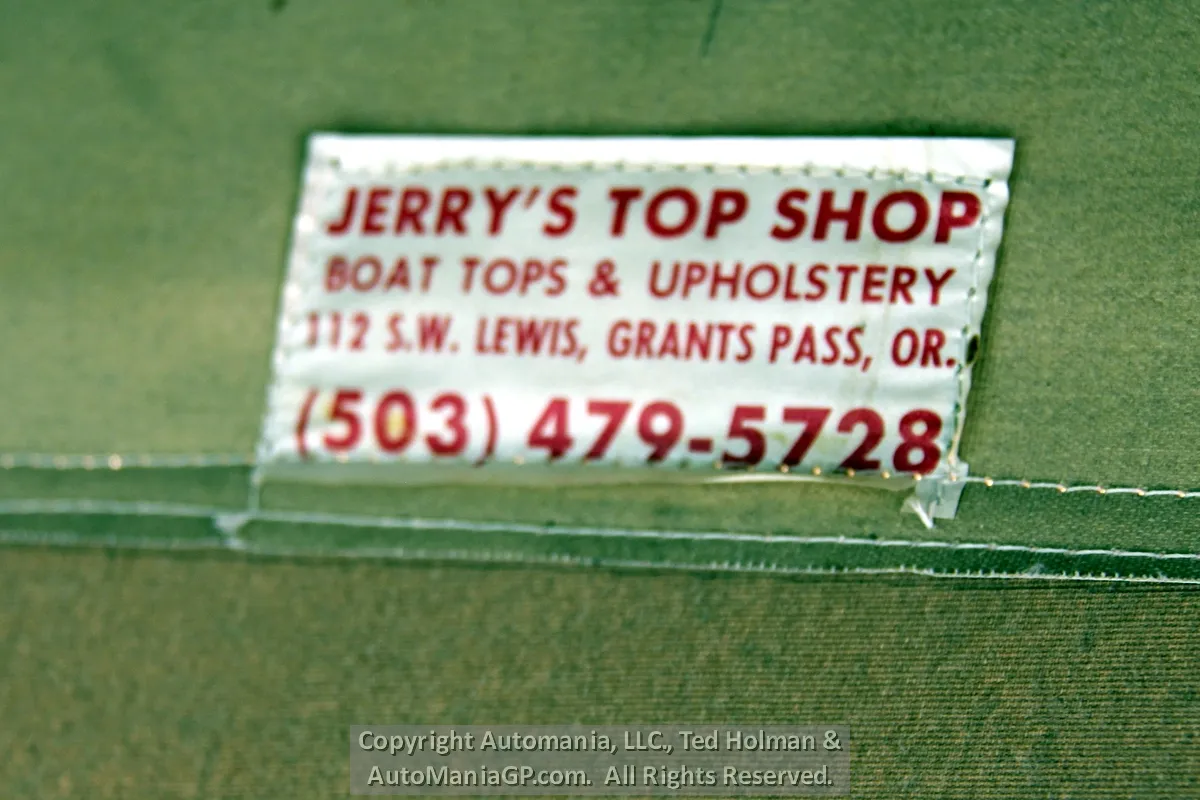 JERRY'S TOP SHOP
BOAT TOPS & UPHOLSTERY
112 S.W. LEWIS, GRANTS PASS, OR.
(503) 479-5728
Copyright Automania, LLC., Ted Holman &
AutoManiaGP.com. All Rights Reserved.